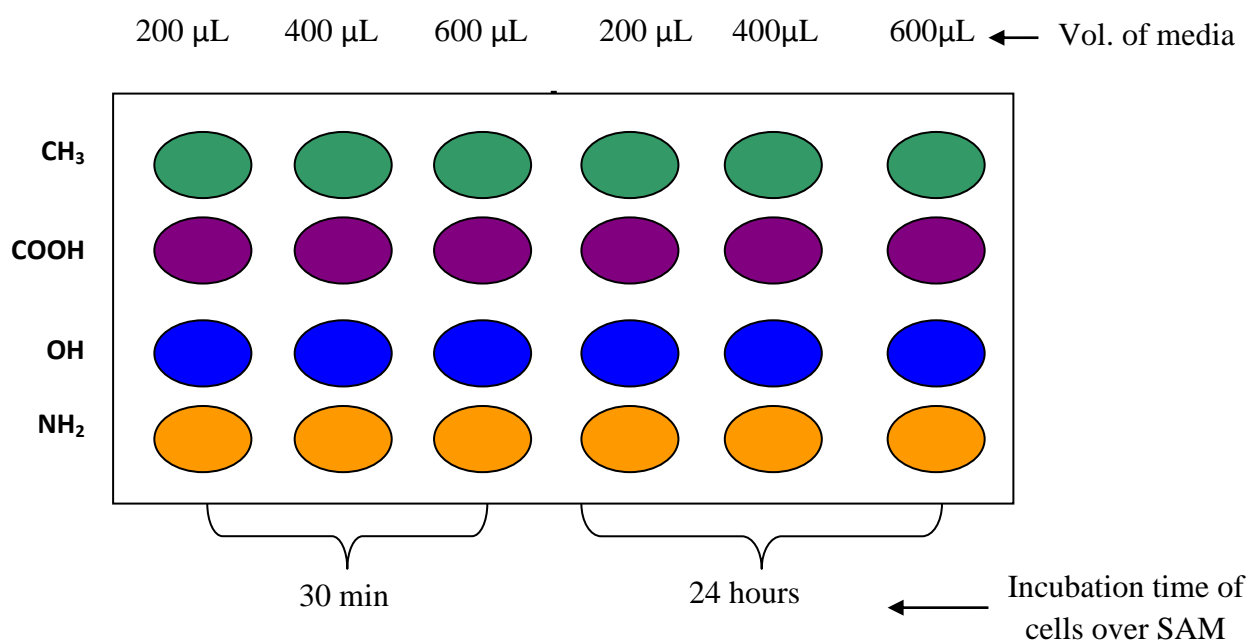 200 µL 400 µL 600 µL 200 µL 400µL 600µL Vol. of media
CH₃
COOH
OH
NH₂
30 min 24 hours
Incubation time of
cells over SAM